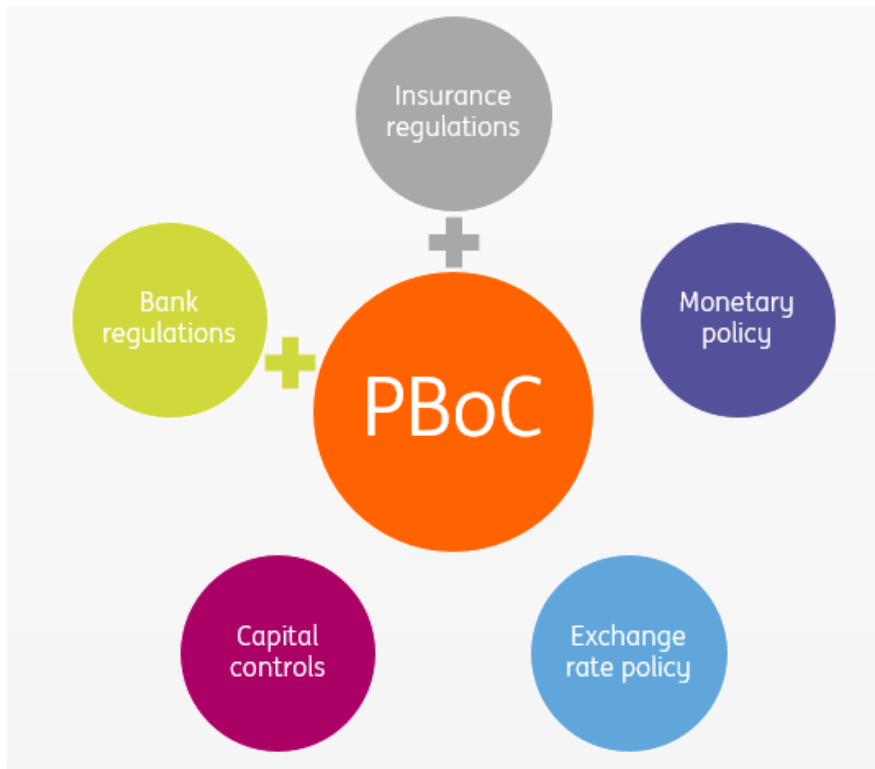 Insurance
regulations
Bank
regulations
Monetary
policy
PBoC
Capital
controls
Exchange
rate policy